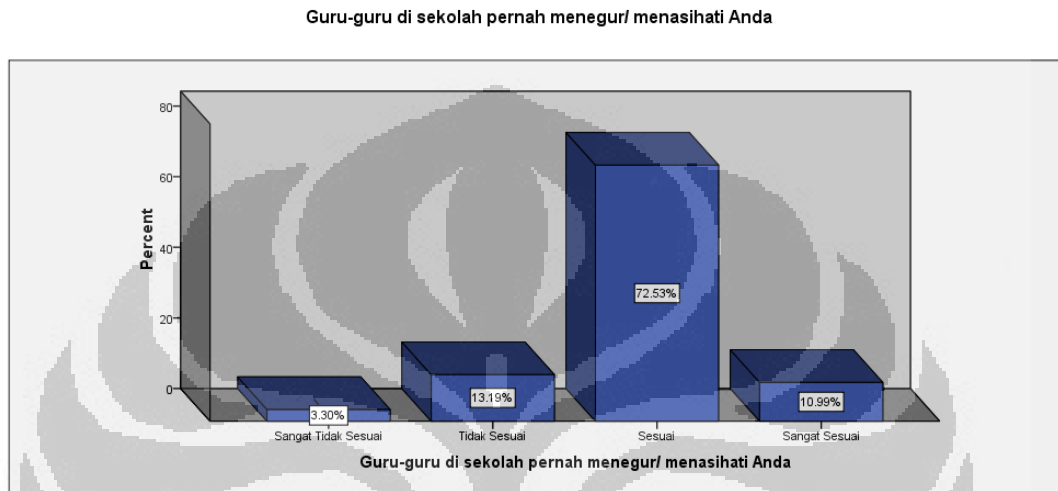 Guru-guru di sekolah pernah menegur/ menasihati Anda
80
60
40
20
0
Percent
72.53%
13.19%
10.99%
3.30%
Sangat Tidak Sesuai
Tidak Sesuai
Sesuai
Sangat Sesuai
Guru-guru di sekolah pernah menegur/ menasihati Anda